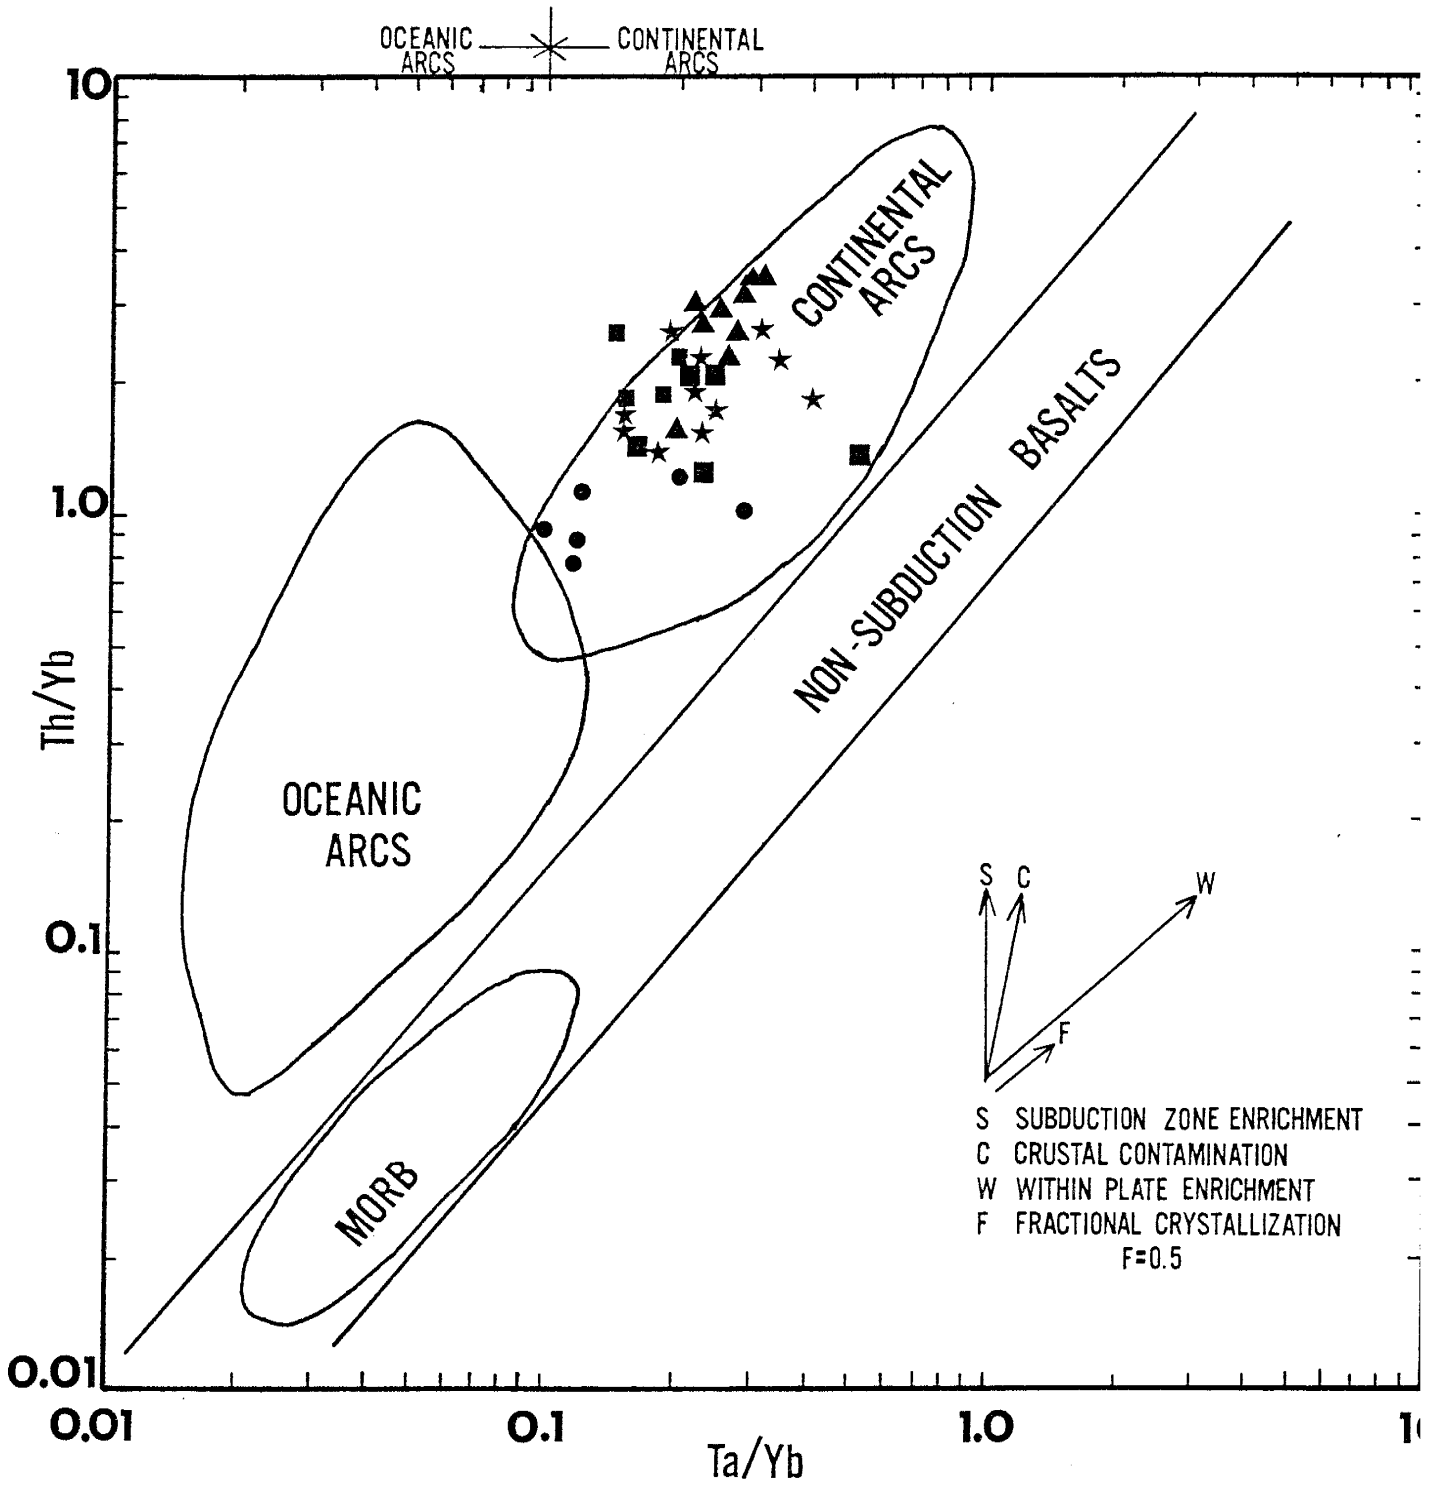 OCEANIC
ARCS
CONTINENTAL
ARCS
10
1.0
0.1
0.01
Th/Yb
CONTINENTAL
ARCS
NON-SUBDUCTION BASALTS
OCEANIC
ARCS
MORB
S C W
F
S SUBDUCTION ZONE ENRICHMENT
C CRUSTAL CONTAMINATION
W WITHIN PLATE ENRICHMENT
F FRACTIONAL CRYSTALLIZATION
F=0.5
0.01 0.1 1.0
Ta/Yb